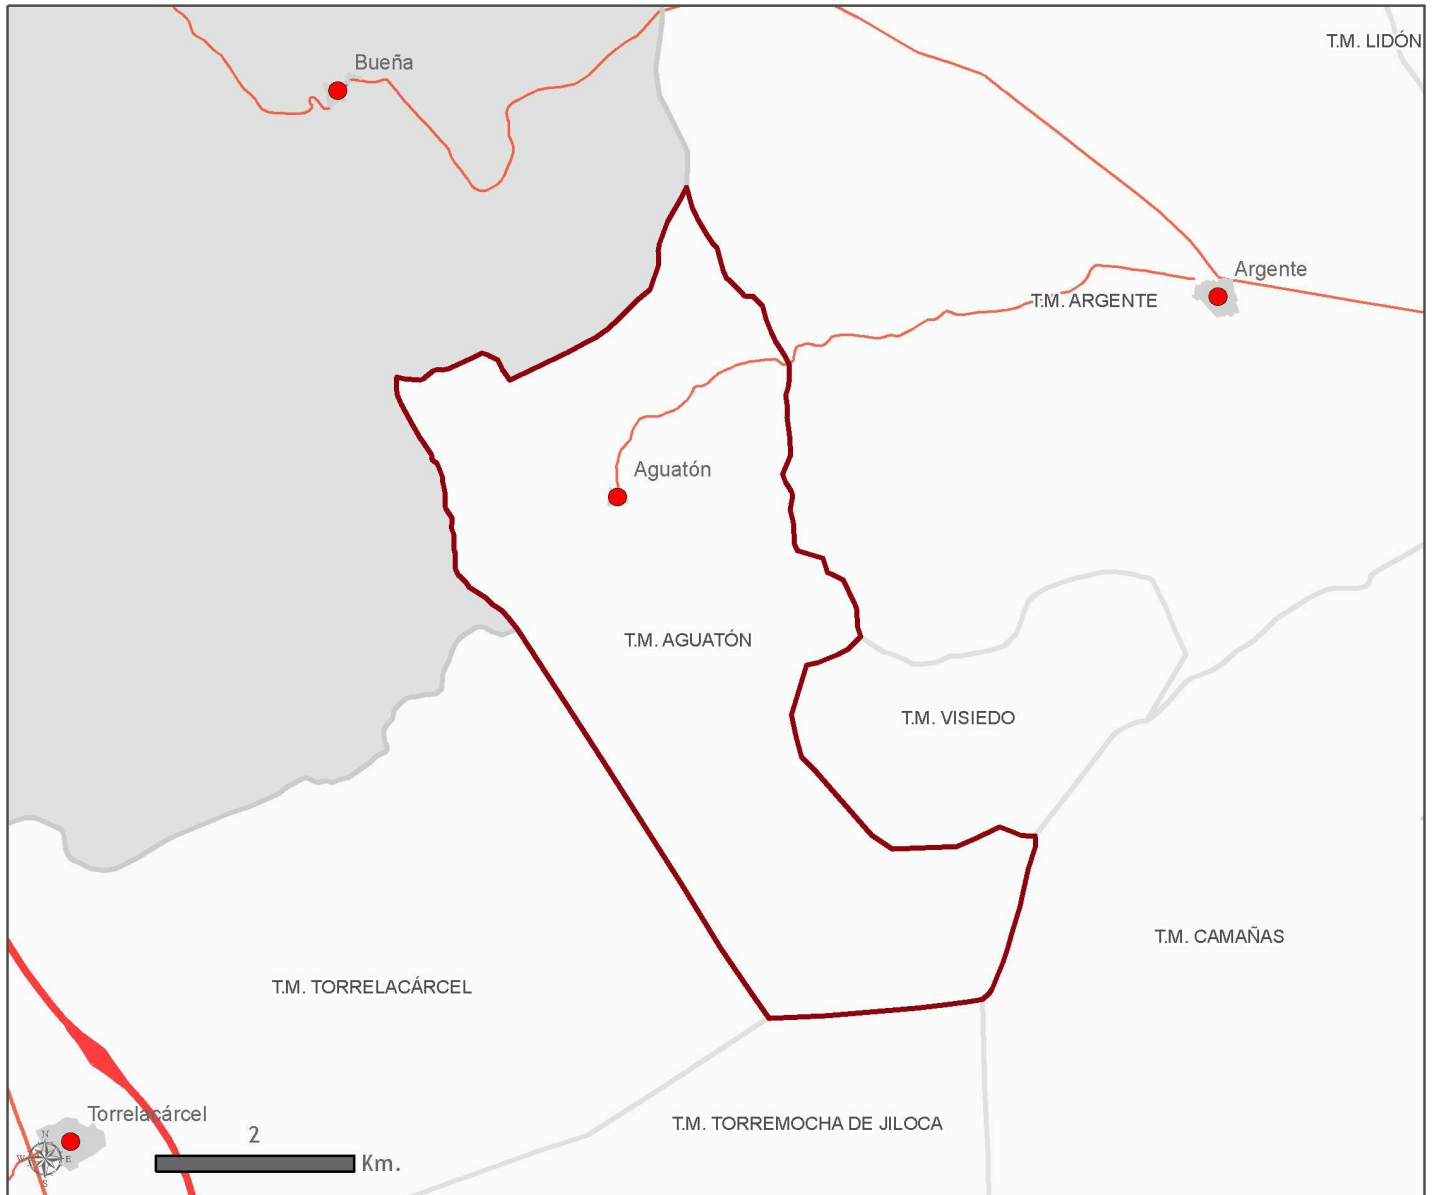 T.M. LIDÓN
Bueña
Argente
T.M. ARGENTE
Aguatón
T.M. AGUATÓN
T.M. VISIEDO
T.M. CAMAÑAS
T.M. TORRELACÁRCEL
Torrelacárcel
T.M. TORREMOCHA DE JILOCA
2
Km.
N
W E
S